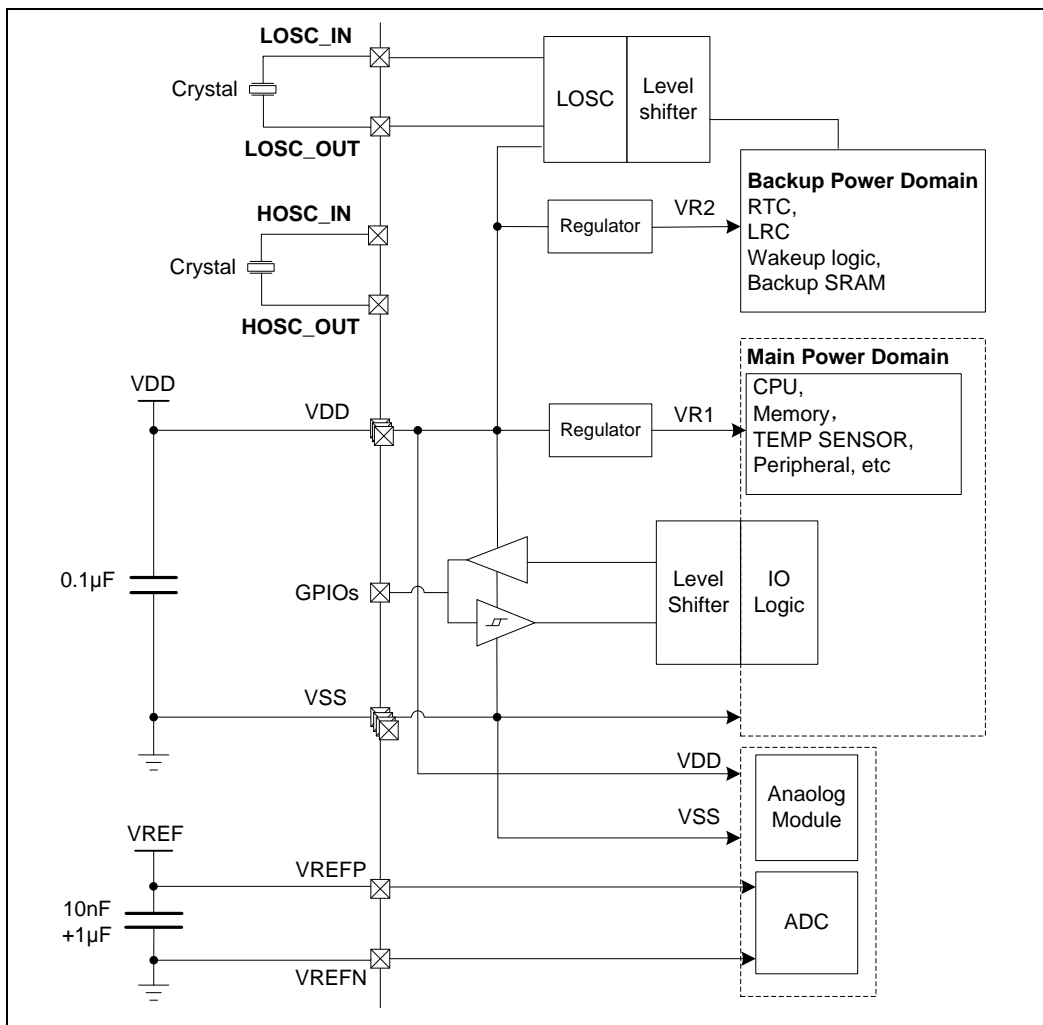 LOSC_IN
Crystal
LOSC_OUT
LOSC
Level
shifter
HOSC_IN
Crystal
HOSC_OUT
Regulator
VR2
Backup Power Domain
RTC,
LRC
Wakeup logic,
Backup SRAM
Main Power Domain
VDD
VDD
Regulator
VR1
CPU,
Memory，
TEMP SENSOR,
Peripheral, etc
0.1µF
GPIOs
Level
Shifter
IO
Logic
VSS
VDD
VSS
Anaolog
Module
VREF
VREFP
10nF
+1µF
VREFN
ADC